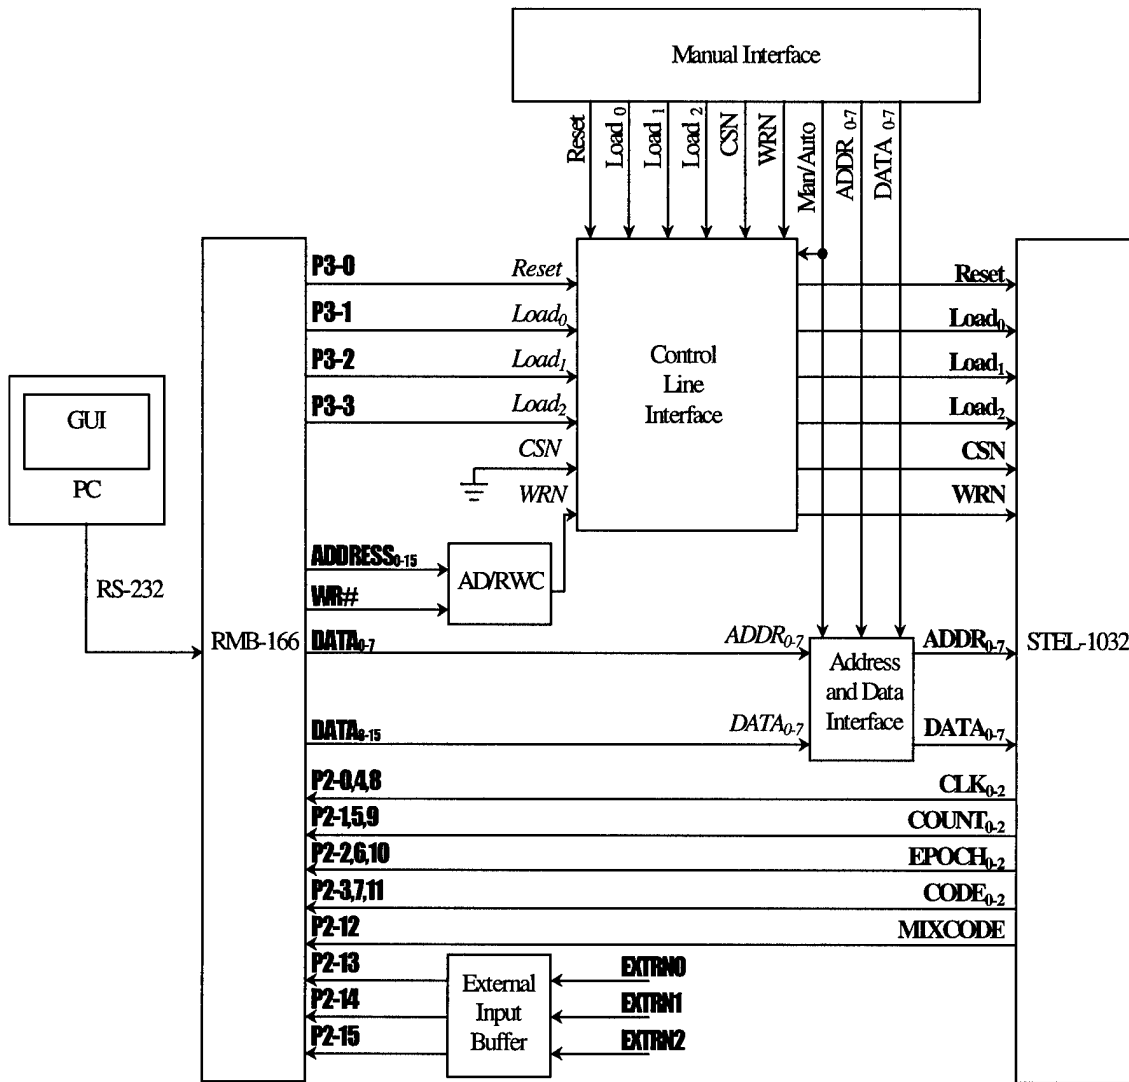 Manual Interface
Reset
Load 0
Load 1
Load 2
CSN
WRN
Man/Auto
ADDR 0-7
DATA 0-7
P3-0 Reset
P3-1 Load0
P3-2 Load1
P3-3 Load2
CSN
WRN
Control
Line
Interface
Reset
Load0
Load1
Load2
CSN
WRN
GUI
PC
RS-232
RMB-166
ADDRESS0-15
WR#
AD/RWC
DATA0-7 ADDR0-7
DATA8-15 DATA0-7
Address
and Data
Interface
ADDR0-7
DATA0-7
STEL-1032
P2-0,4,8 CLK0-2
P2-1,5,9 COUNT0-2
P2-2,6,10 EPOCH0-2
P2-3,7,11 CODE0-2
P2-12 MIXCODE
P2-13
P2-14
P2-15
External
Input
Buffer
EXTRN0
EXTRN1
EXTRN2